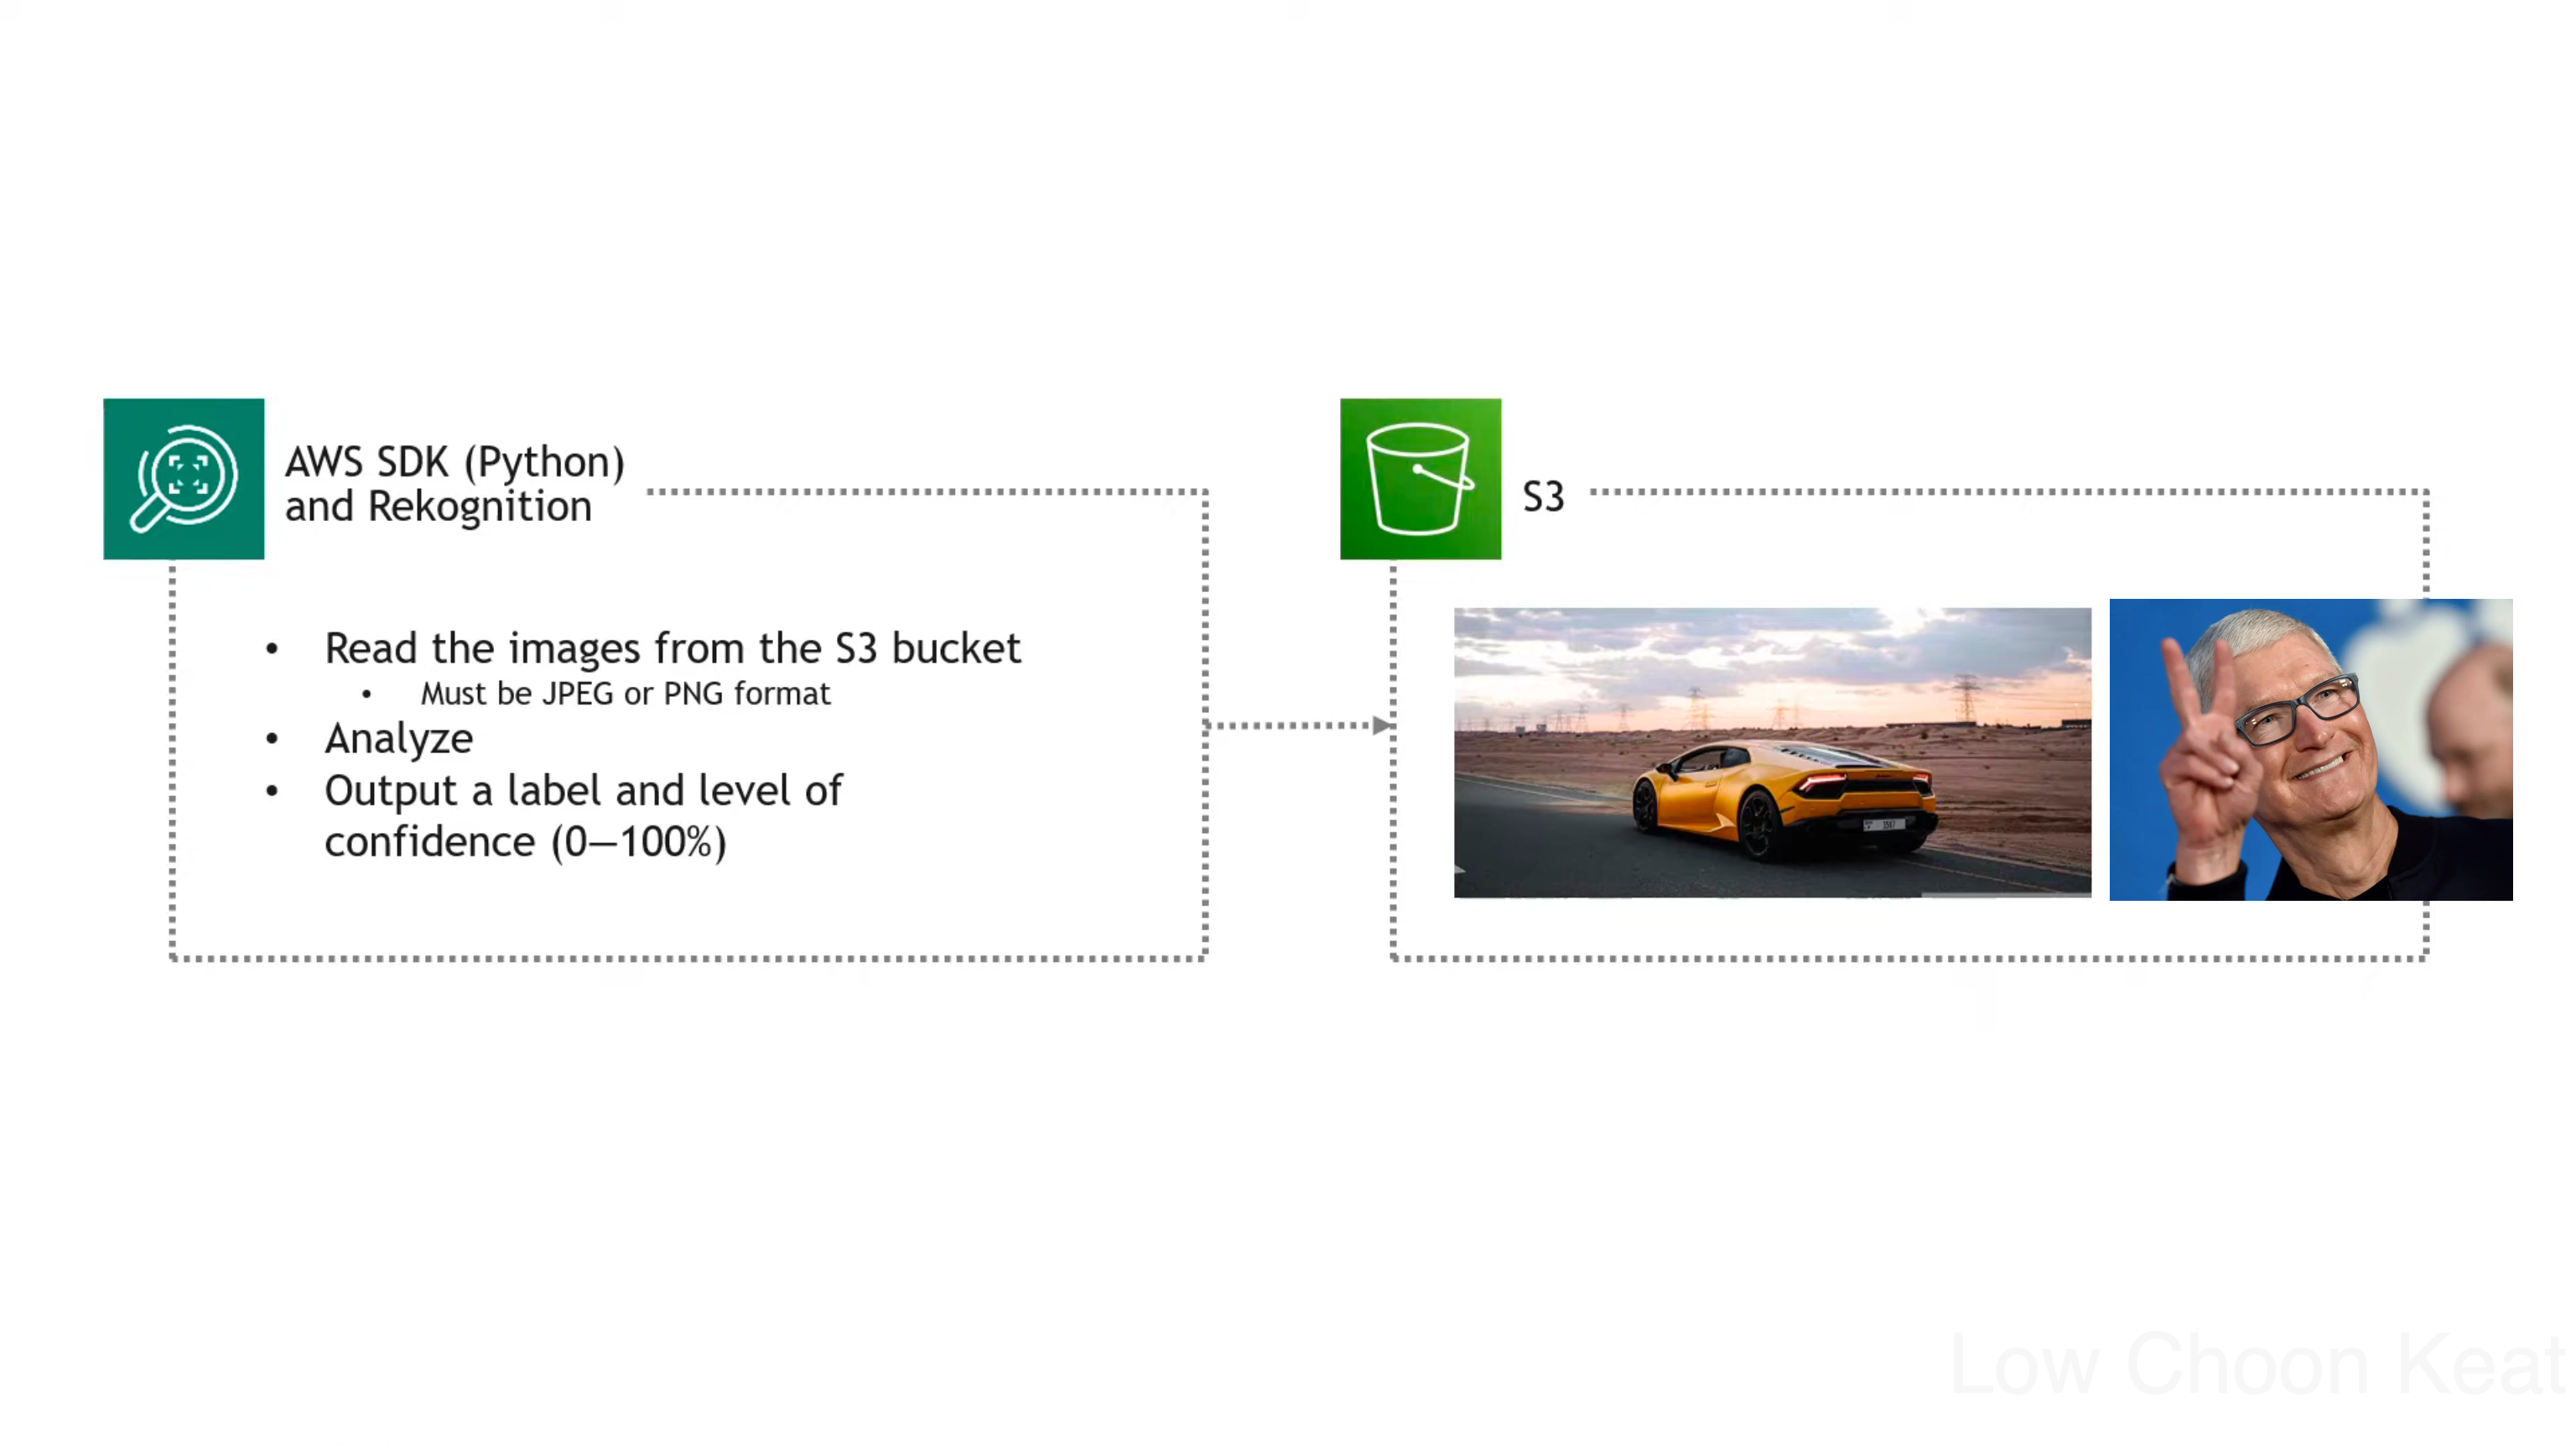 AWS SDK (Python)
and Rekognition
• Read the images from the S3 bucket
• Must be JPEG or PNG format
• Analyze
• Output a label and level of
confidence (0—100%)
S3
Low Choon Keat